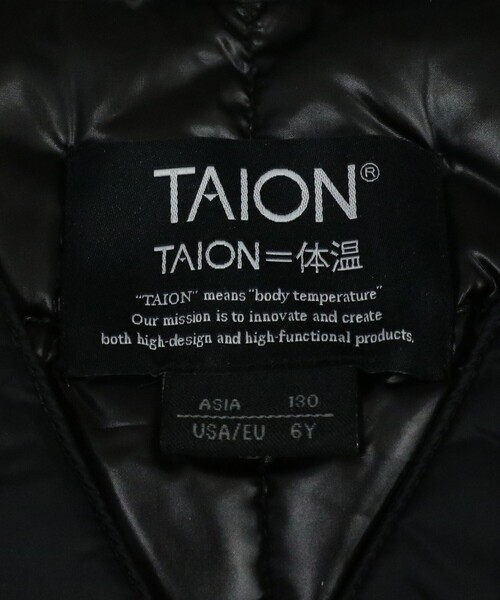 TAION®
TAION=体温
"TAION" means "body temperature"
Our mission is to innovate and create
both high-design and high-functional products.
ASIA 130
USA/EU 6Y